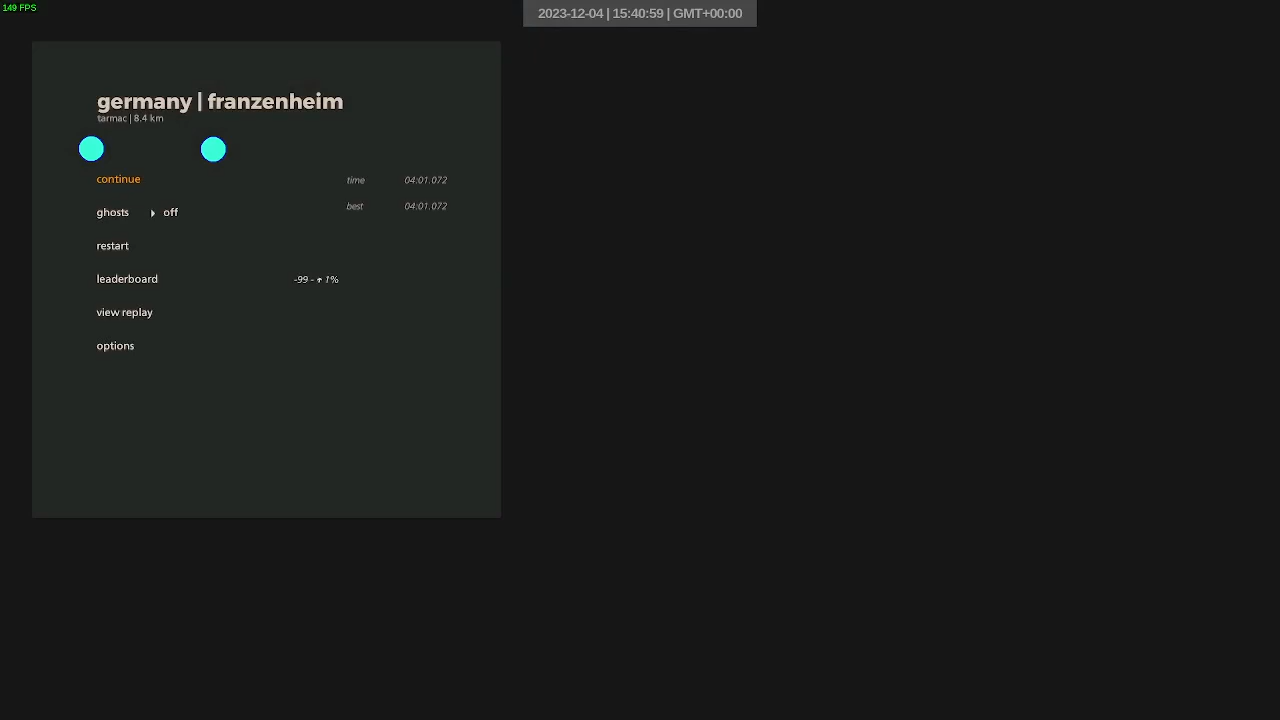 149 FPS
2023-12-04 | 15:40:59 | GMT+00:00
germany | franzenheim
tarmac | 8.4 km
continue
time 04:01.072
best 04:01.072
ghosts off
restart
leaderboard -99 - ↑ 1%
view replay
options